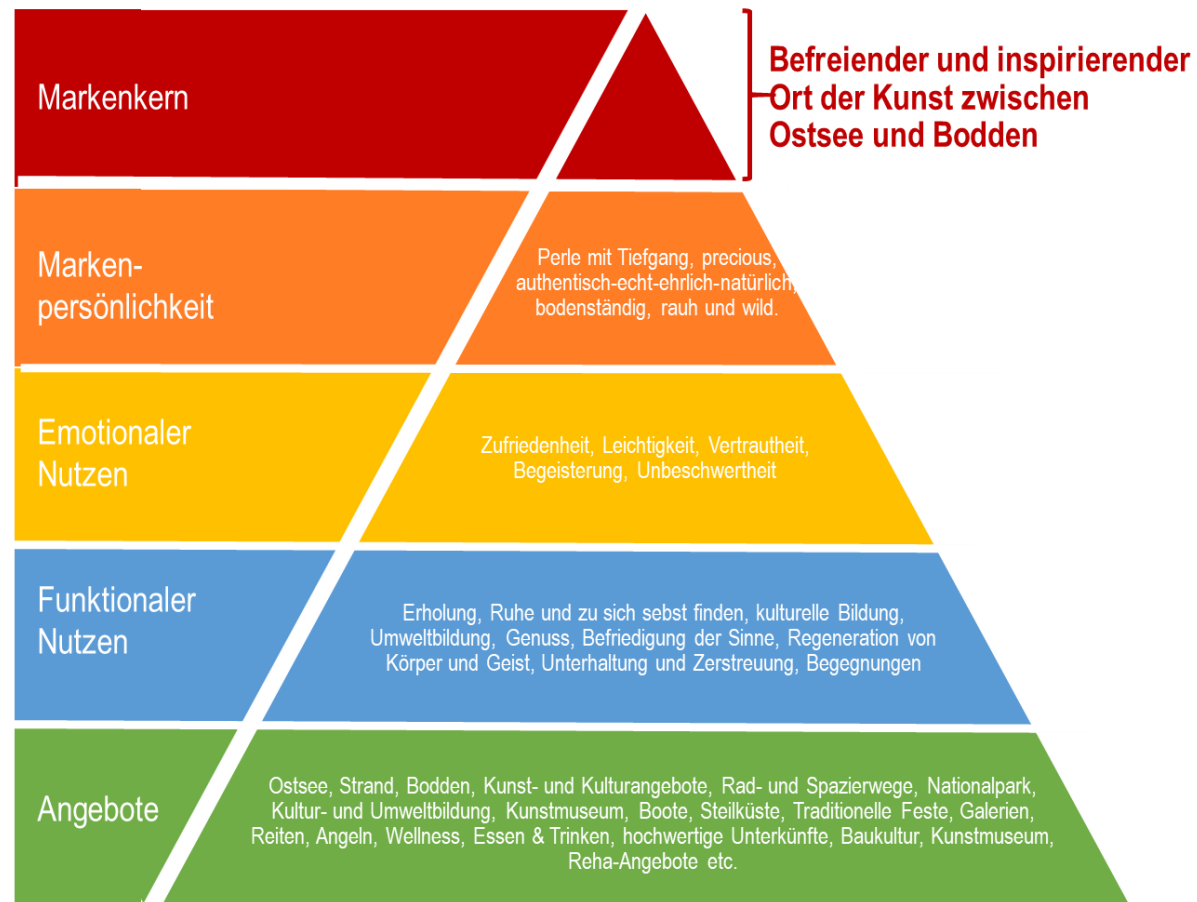 Markenkern
Befreiender und inspirierender
Ort der Kunst zwischen
Ostsee und Bodden
Marken-
persönlichkeit
Perle mit Tiefgang, precious,
authentisch-echt-ehrlich-natürlich,
bodenständig, rauh und wild.
Emotionaler
Nutzen
Zufriedenheit, Leichtigkeit, Vertrautheit,
Begeisterung, Unbeschwertheit
Funktionaler
Nutzen
Erholung, Ruhe und zu sich sebst finden, kulturelle Bildung,
Umweltbildung, Genuss, Befriedigung der Sinne, Regeneration von
Körper und Geist, Unterhaltung und Zerstreuung, Begegnungen
Angebote
Ostsee, Strand, Bodden, Kunst- und Kulturangebote, Rad- und Spazierwege, Nationalpark,
Kultur- und Umweltbildung, Kunstmuseum, Boote, Steilküste, Traditionelle Feste, Galerien,
Reiten, Angeln, Wellness, Essen & Trinken, hochwertige Unterkünfte, Baukultur, Kunstmuseum,
Reha-Angebote etc.